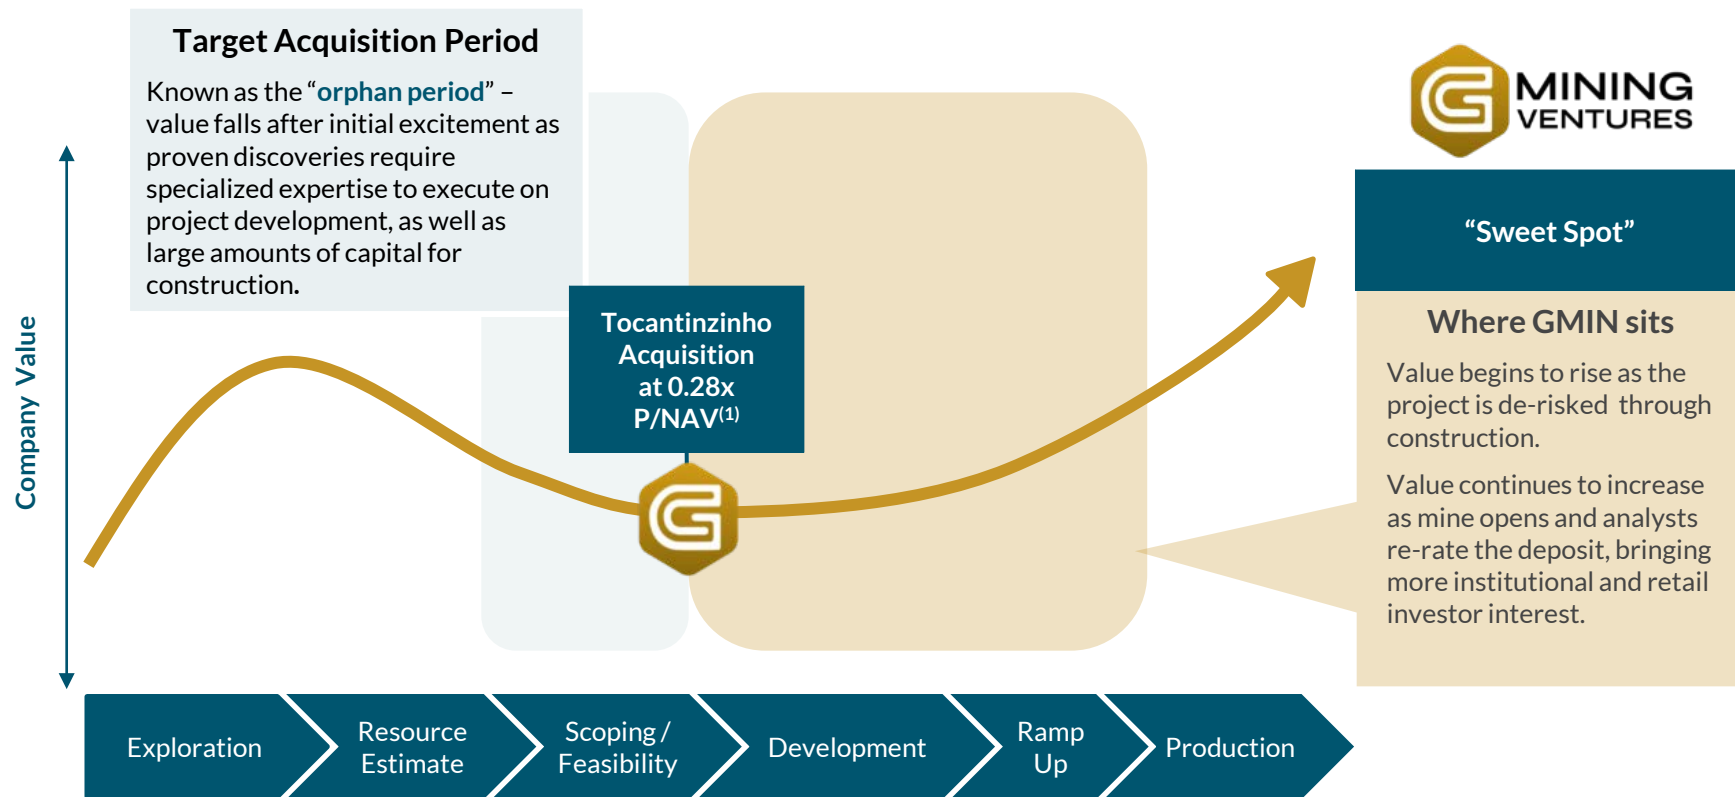 Target Acquisition Period
Known as the “orphan period” –
value falls after initial excitement as
proven discoveries require
specialized expertise to execute on
project development, as well as
large amounts of capital for
construction.
Company Value
Tocantinzinho
Acquisition
at 0.28x
P/NAV(1)
G
G MINING
VENTURES
“Sweet Spot”
Where GMIN sits
Value begins to rise as the
project is de-risked through
construction.
Value continues to increase
as mine opens and analysts
re-rate the deposit, bringing
more institutional and retail
investor interest.
Exploration
Resource
Estimate
Scoping /
Feasibility
Development
Ramp
Up
Production